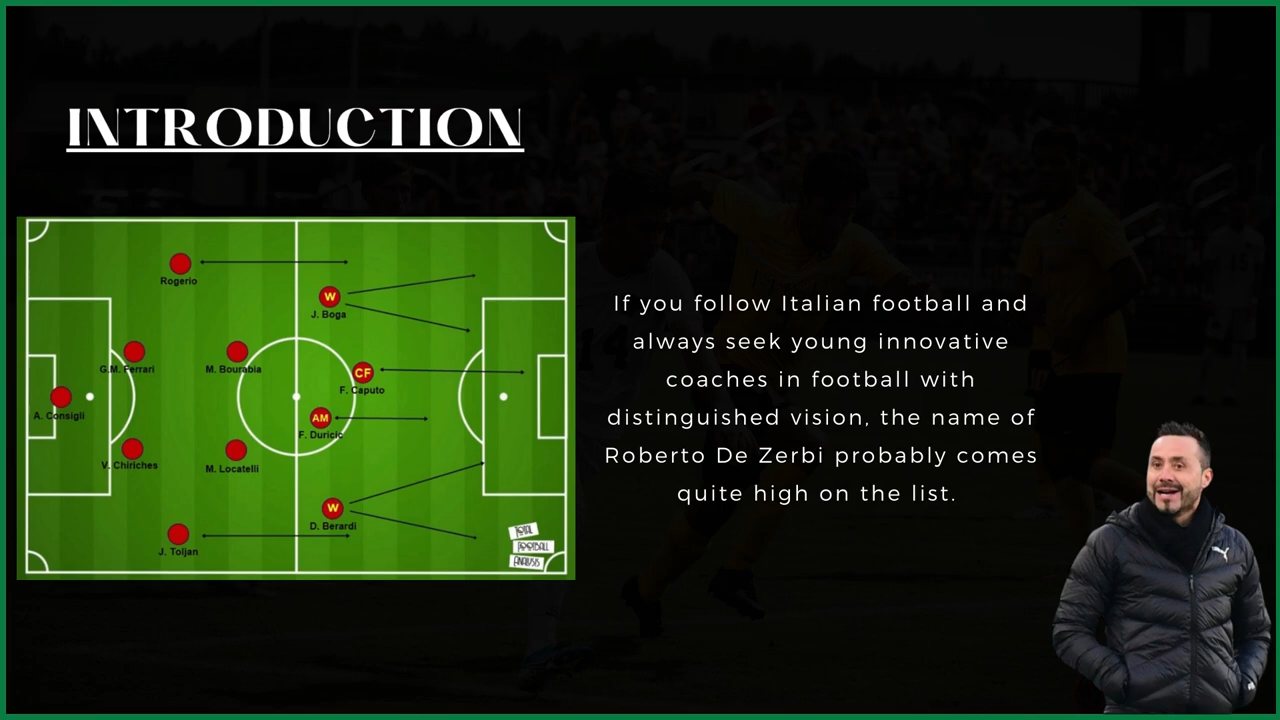 INTRODUCTION
Rogerio
W
J. Boga
G.M. Ferrari
M. Bourabia
CF
F. Caputo
A. Consigli
AM
F. Duricic
V. Chiriches
M. Locatelli
W
D. Berardi
J. Toljan
TOTAL
FOOTBALL
ANALYSIS
If you follow Italian football and
always seek young innovative
coaches in football with
distinguished vision, the name of
Roberto De Zerbi probably comes
quite high on the list.